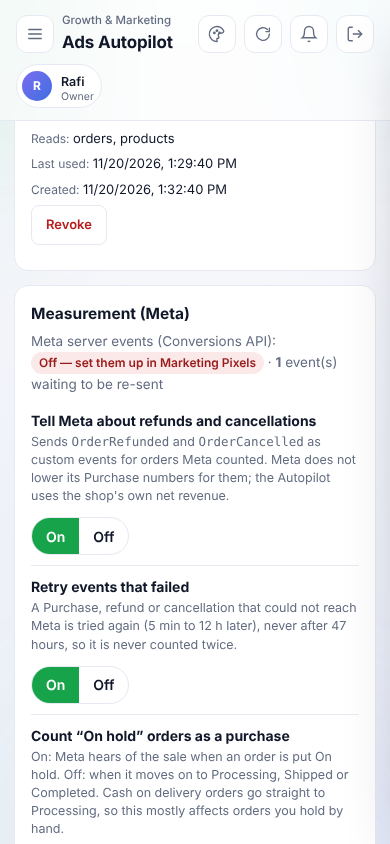 Growth & Marketing
Ads Autopilot
R
Rafi
Owner
Reads: orders, products
Last used: 11/20/2026, 1:29:40 PM
Created: 11/20/2026, 1:32:40 PM
Revoke
Measurement (Meta)
Meta server events (Conversions API):
Off — set them up in Marketing Pixels · 1 event(s)
waiting to be re-sent
Tell Meta about refunds and cancellations
Sends OrderRefunded and OrderCancelled as
custom events for orders Meta counted. Meta does not
lower its Purchase numbers for them; the Autopilot
uses the shop's own net revenue.
On Off
Retry events that failed
A Purchase, refund or cancellation that could not reach
Meta is tried again (5 min to 12 h later), never after 47
hours, so it is never counted twice.
On Off
Count “On hold” orders as a purchase
On: Meta hears of the sale when an order is put On
hold. Off: when it moves on to Processing, Shipped or
Completed. Cash on delivery orders go straight to
Processing, so this mostly affects orders you hold by
hand.